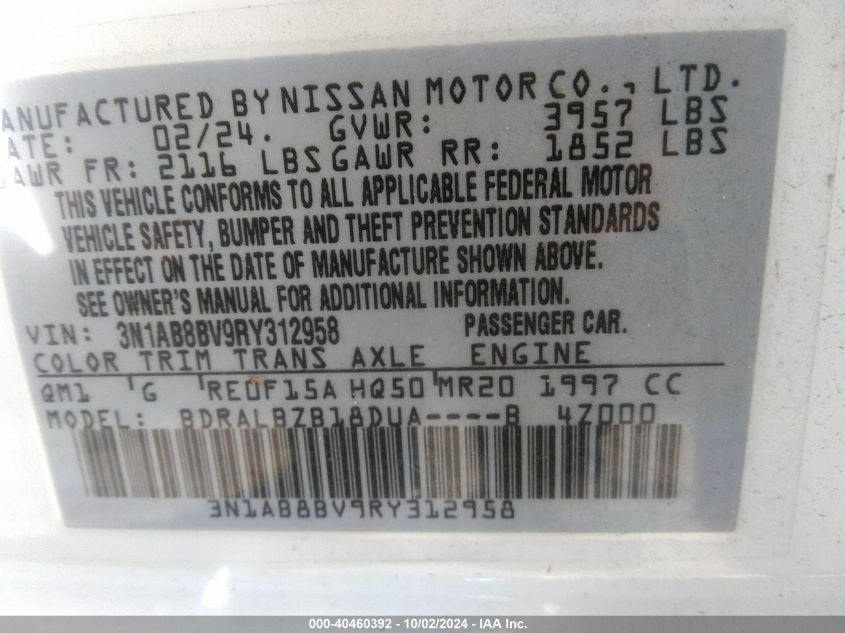 ANUFACTURED BY NISSAN MOTOR CO., LTD.
ATE: 02/24. GVWR: 3957 LBS
GAWR FR: 2116 LBS GAWR RR: 1852 LBS
THIS VEHICLE CONFORMS TO ALL APPLICABLE FEDERAL MOTOR
VEHICLE SAFETY, BUMPER AND THEFT PREVENTION STANDARDS
IN EFFECT ON THE DATE OF MANUFACTURE SHOWN ABOVE.
SEE OWNER'S MANUAL FOR ADDITIONAL INFORMATION.
VIN: 3N1AB8BV9RY312958 PASSENGER CAR.
COLOR TRIM TRANS AXLE ENGINE
QM1 G RE0F15A HQ50 MR20 1997 CC
MODEL: BDRALBZB18DUA----B 4Z000
3N1AB8BV9RY312958
000-40460392 - 10/02/2024 - IAA Inc.